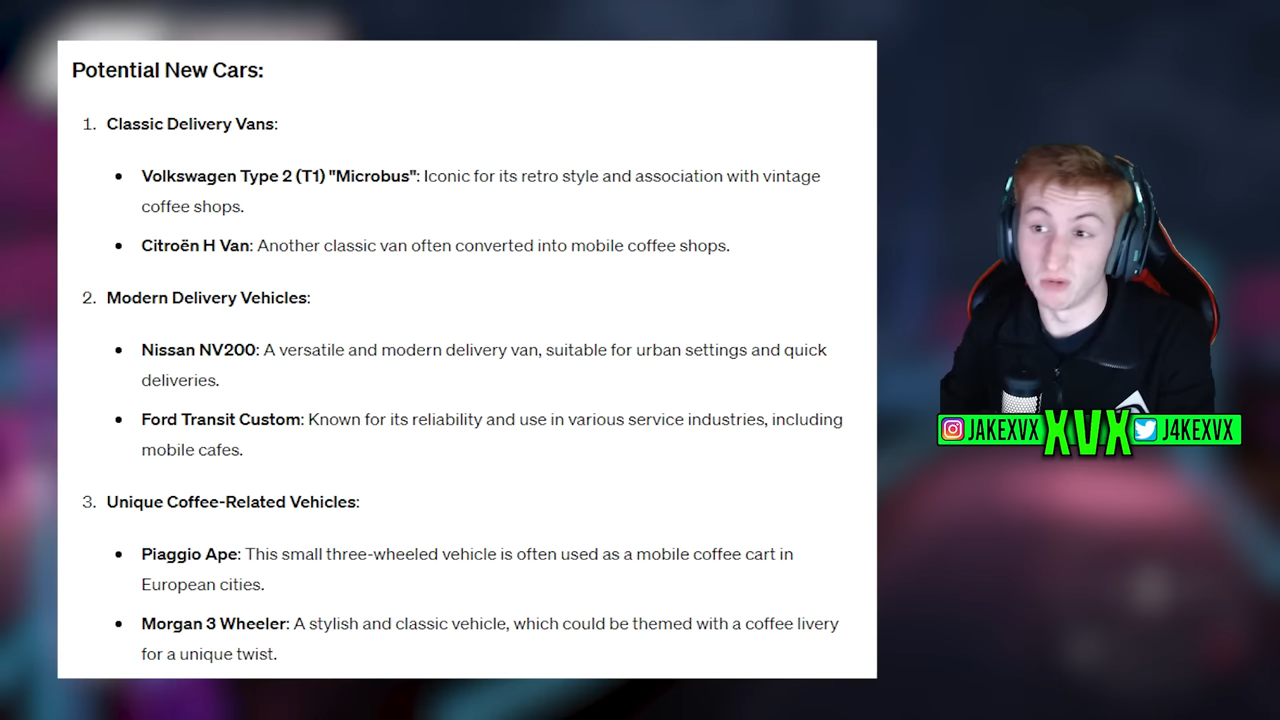 Potential New Cars:
1. Classic Delivery Vans:
• Volkswagen Type 2 (T1) "Microbus": Iconic for its retro style and association with vintage
coffee shops.
• Citroën H Van: Another classic van often converted into mobile coffee shops.
2. Modern Delivery Vehicles:
• Nissan NV200: A versatile and modern delivery van, suitable for urban settings and quick
deliveries.
• Ford Transit Custom: Known for its reliability and use in various service industries, including
mobile cafes.
3. Unique Coffee-Related Vehicles:
• Piaggio Ape: This small three-wheeled vehicle is often used as a mobile coffee cart in
European cities.
• Morgan 3 Wheeler: A stylish and classic vehicle, which could be themed with a coffee livery
for a unique twist.
JAKEXVX XVX J4KEXVX